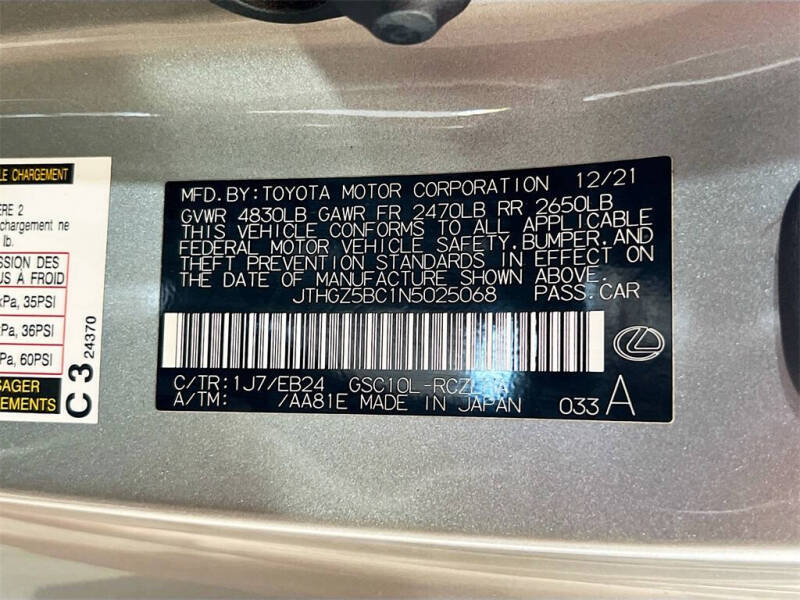 LE CHARGEMENT
ÈRE 2
chargement ne
lb.
SSION DES
US À FROID
kPa, 35PSI
kPa, 36PSI
Pa, 60PSI
SAGER
EMENTS
C3 24370
MFD.BY:TOYOTA MOTOR CORPORATION 12/21
GVWR 4830LB GAWR FR 2470LB RR 2650LB
THIS VEHICLE CONFORMS TO ALL APPLICABLE
FEDERAL MOTOR VEHICLE SAFETY,BUMPER,AND
THEFT PREVENTION STANDARDS IN EFFECT ON
THE DATE OF MANUFACTURE SHOWN ABOVE.
JTHGZ5BC1N5025068 PASS.CAR
C/TR:1J7/EB24
A/TM: /AA81E MADE IN JAPAN 033 A